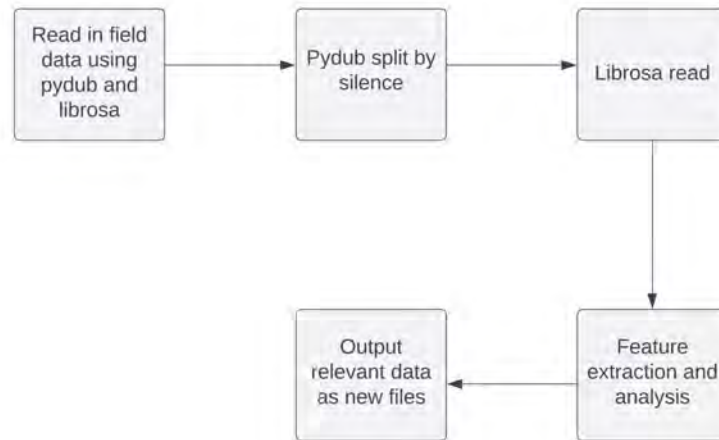 Read in field
data using
pydub and
librosa
Pydub split by
silence
Librosa read
Feature
extraction and
analysis
Output
relevant data
as new files